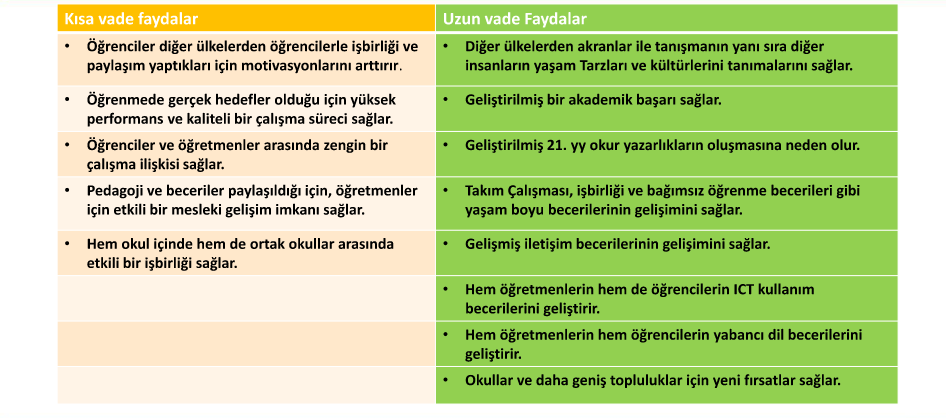 Kısa vade faydalar
Uzun vade Faydalar
• Öğrenciler diğer ülkelerden öğrencilerle işbirliği ve
paylaşım yaptıkları için motivasyonlarını arttırır.
• Diğer ülkelerden akranlar ile tanışmanın yanı sıra diğer
insanların yaşam Tarzları ve kültürlerini tanımalarını sağlar.
• Öğrenmede gerçek hedefler olduğu için yüksek
performans ve kaliteli bir çalışma süreci sağlar.
• Geliştirilmiş bir akademik başarı sağlar.
• Öğrenciler ve öğretmenler arasında zengin bir
çalışma ilişkisi sağlar.
• Geliştirilmiş 21. yy okur yazarlıkların oluşmasına neden olur.
• Pedagoji ve beceriler paylaşıldığı için, öğretmenler
için etkili bir mesleki gelişim imkanı sağlar.
• Takım Çalışması, işbirliği ve bağımsız öğrenme becerileri gibi
yaşam boyu becerilerinin gelişimini sağlar.
• Hem okul içinde hem de ortak okullar arasında
etkili bir işbirliği sağlar.
• Gelişmiş iletişim becerilerinin gelişimini sağlar.
• Hem öğretmenlerin hem de öğrencilerin ICT kullanım
becerilerini geliştirir.
• Hem öğretmenlerin hem öğrencilerin yabancı dil becerilerini
geliştirir.
• Okullar ve daha geniş topluluklar için yeni fırsatlar sağlar.